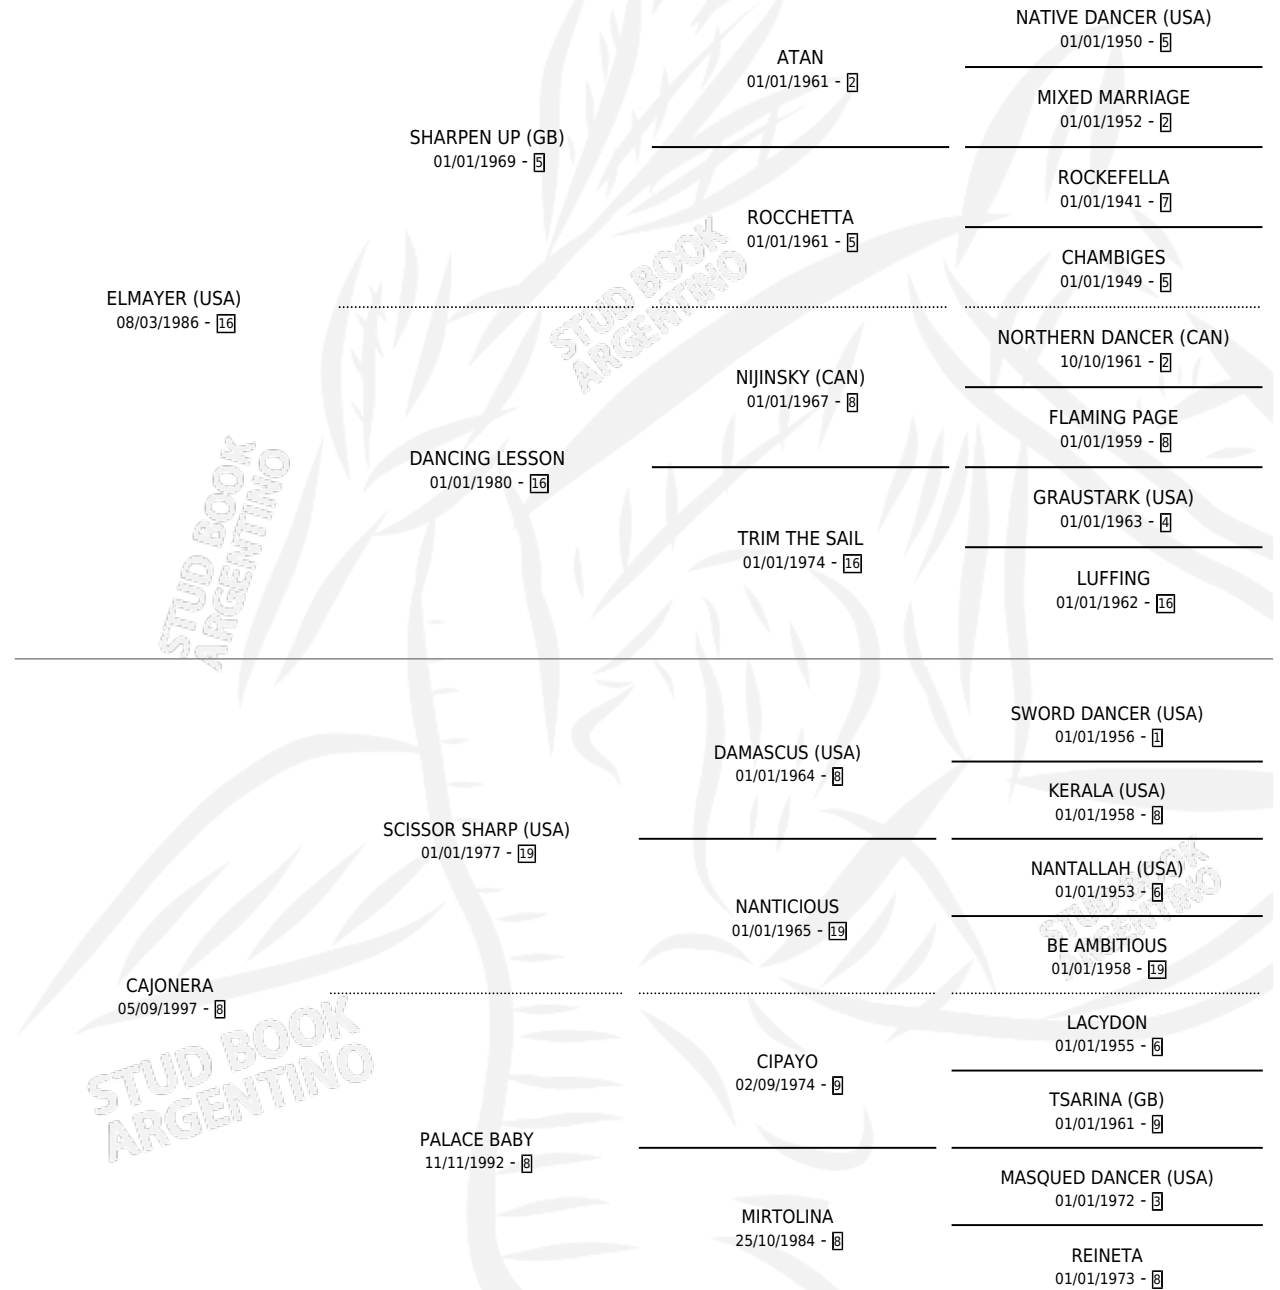 NATIVE DANCER (USA)
01/01/1950 - 5
ATAN
01/01/1961 - 2
MIXED MARRIAGE
01/01/1952 - 2
SHARPEN UP (GB)
01/01/1969 - 5
ROCKEFELLA
01/01/1941 - 7
ROCCHETTA
01/01/1961 - 5
CHAMBIGES
01/01/1949 - 5
STUD BOOK
ARGENTINO
ELMAYER (USA)
08/03/1986 - 16
NORTHERN DANCER (CAN)
10/10/1961 - 2
NIJINSKY (CAN)
01/01/1967 - 8
FLAMING PAGE
01/01/1959 - 8
DANCING LESSON
01/01/1980 - 16
GRAUSTARK (USA)
01/01/1963 - 4
TRIM THE SAIL
01/01/1974 - 16
LUFFING
01/01/1962 - 16
STUD BOOK
ARGENTINO
SWORD DANCER (USA)
01/01/1956 - 1
DAMASCUS (USA)
01/01/1964 - 8
KERALA (USA)
01/01/1958 - 8
SCISSOR SHARP (USA)
01/01/1977 - 19
NANTALLAH (USA)
01/01/1953 - 6
NANTICIOUS
01/01/1965 - 19
BE AMBITIOUS
01/01/1958 - 19
STUD BOOK
ARGENTINO
CAJONERA
05/09/1997 - 8
LACYDON
01/01/1955 - 6
CIPAYO
02/09/1974 - 9
TSARINA (GB)
01/01/1961 - 9
STUD BOOK
ARGENTINO
PALACE BABY
11/11/1992 - 8
MASQUED DANCER (USA)
01/01/1972 - 3
MIRTOLINA
25/10/1984 - 8
REINETA
01/01/1973 - 8